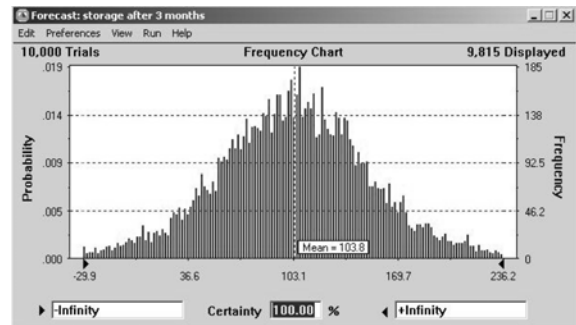 Forecast: storage after 3 months
Edit Preferences View Run Help
10,000 Trials Frequency Chart 9,815 Displayed
.019 185
.014 138
.009 92.5
.005 46.2
.000 0
Probability
Frequency
Mean = 103.8
-29.9 36.6 103.1 169.7 236.2
-Infinity Certainty 100.00 % +Infinity